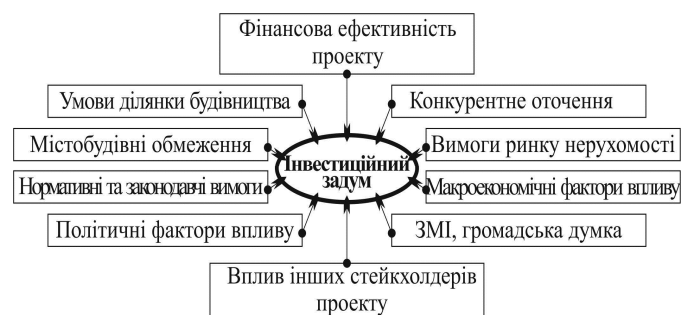 Фінансова ефективність
проекту
Умови ділянки будівництва
Конкурентне оточення
Містобудівні обмеження
Вимоги ринку нерухомості
Інвестиційний
задум
Нормативні та законодавчі вимоги
Макроекономічні фактори впливу
Політичні фактори впливу
ЗМІ, громадська думка
Вплив інших стейкхолдерів
проекту